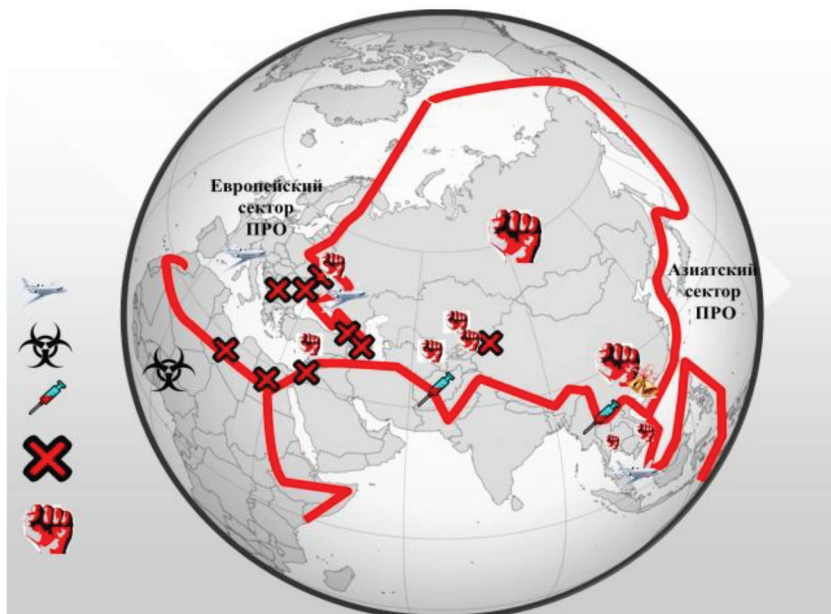 Европейский
сектор
ПРО
Азиатский
сектор
ПРО